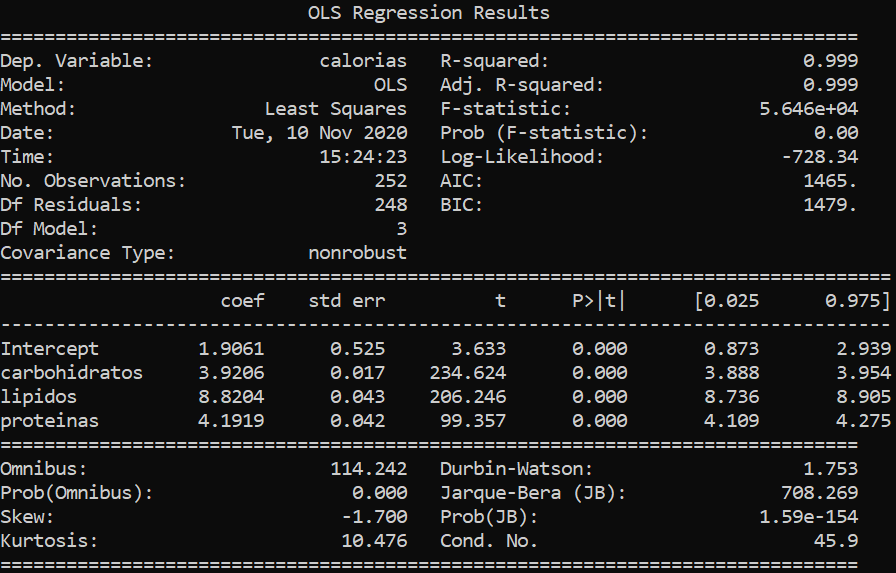 OLS Regression Results
==============================================================================
Dep. Variable:               calorias   R-squared:                       0.999
Model:                            OLS   Adj. R-squared:                  0.999
Method:                 Least Squares   F-statistic:                 5.646e+04
Date:                Tue, 10 Nov 2020   Prob (F-statistic):               0.00
Time:                        15:24:23   Log-Likelihood:                -728.34
No. Observations:                 252   AIC:                             1465.
Df Residuals:                     248   BIC:                             1479.
Df Model:                           3
Covariance Type:            nonrobust
=================================================================================
                    coef    std err          t      P>|t|      [0.025      0.975]
---------------------------------------------------------------------------------
Intercept         1.9061      0.525      3.633      0.000       0.873       2.939
carbohidratos     3.9206      0.017    234.624      0.000       3.888       3.954
lipidos           8.8204      0.043    206.246      0.000       8.736       8.905
proteinas         4.1919      0.042     99.357      0.000       4.109       4.275
==============================================================================
Omnibus:                      114.242   Durbin-Watson:                   1.753
Prob(Omnibus):                  0.000   Jarque-Bera (JB):              708.269
Skew:                          -1.700   Prob(JB):                    1.59e-154
Kurtosis:                      10.476   Cond. No.                         45.9
==============================================================================